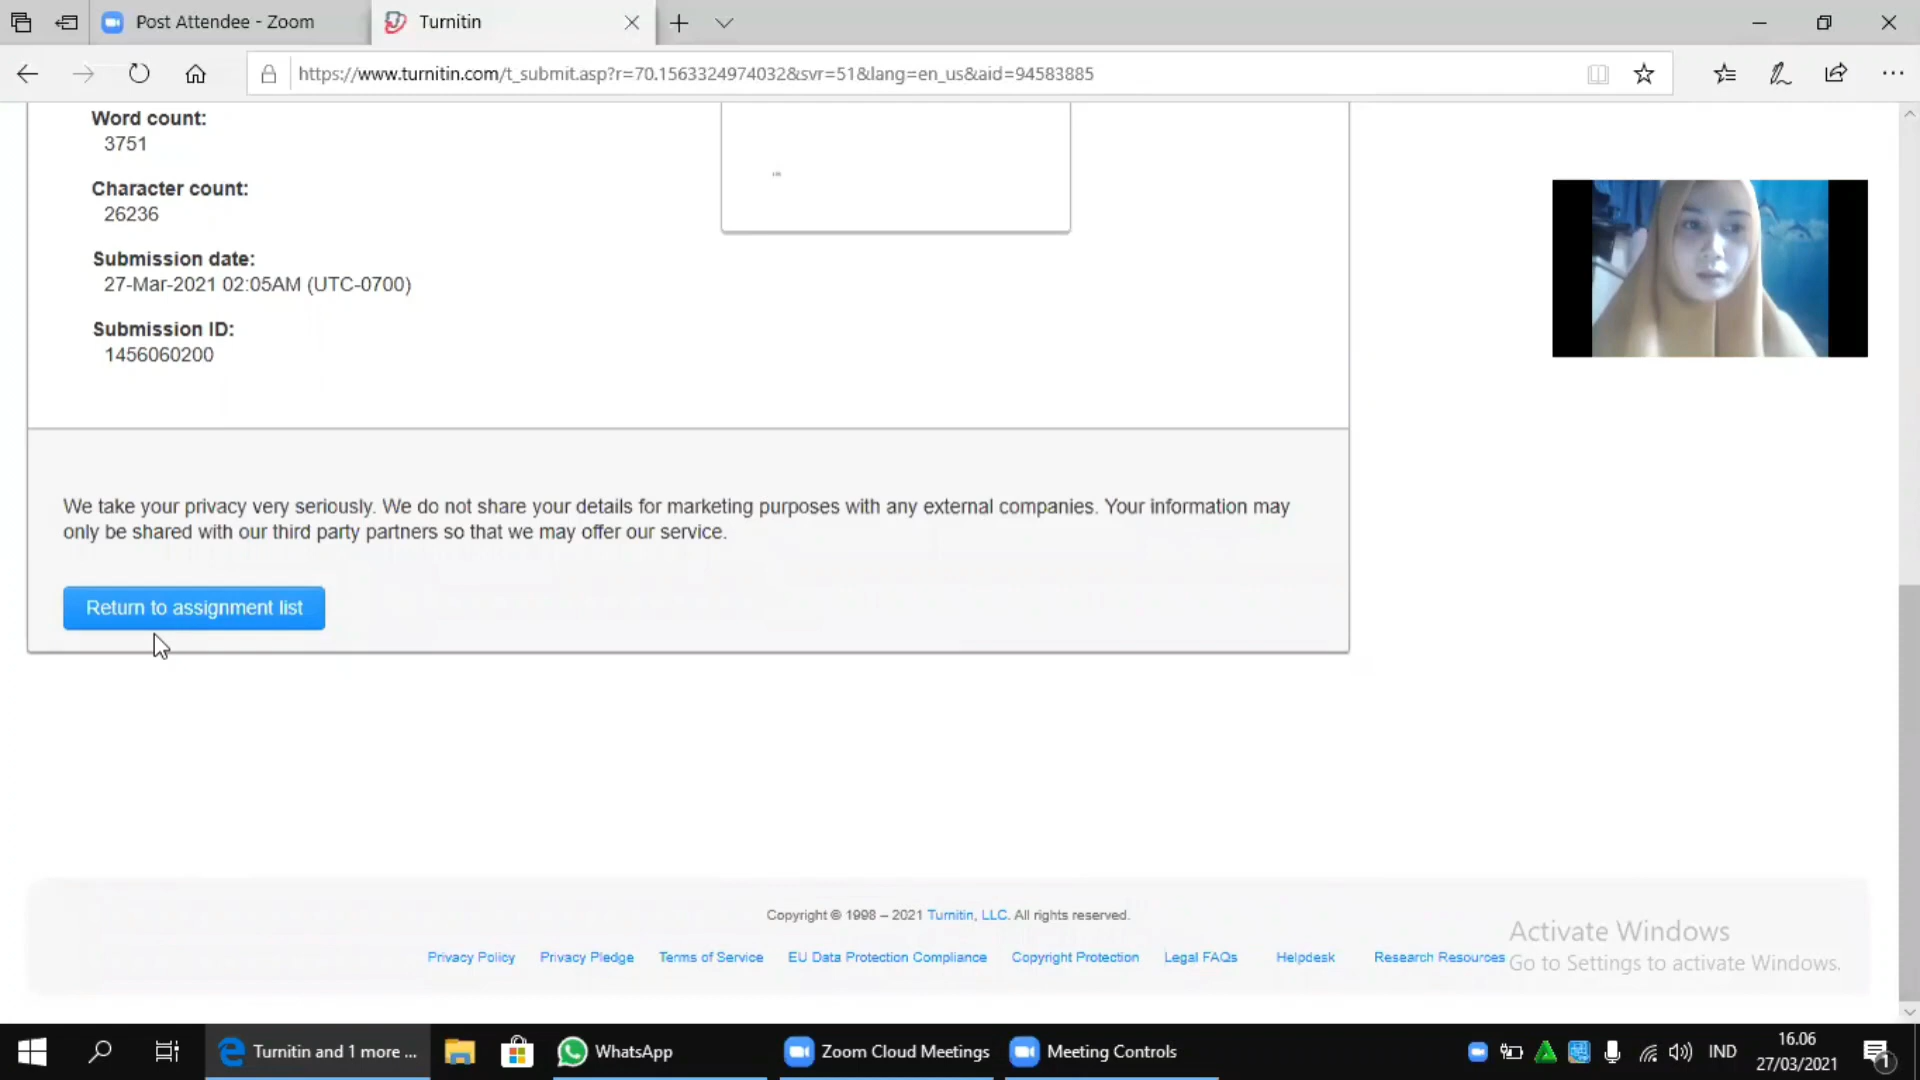 Post Attendee - Zoom
Turnitin
https://www.turnitin.com/t_submit.asp?r=70.1563324974032&svr=51&lang=en_us&aid=94583885
Word count:
3751
Character count:
26236
Submission date:
27-Mar-2021 02:05AM (UTC-0700)
Submission ID:
1456060200
We take your privacy very seriously. We do not share your details for marketing purposes with any external companies. Your information may
only be shared with our third party partners so that we may offer our service.
Return to assignment list
Copyright © 1998 – 2021 Turnitin, LLC. All rights reserved.
Privacy Policy Privacy Pledge Terms of Service EU Data Protection Compliance Copyright Protection Legal FAQs Helpdesk Research Resources
Activate Windows
Go to Settings to activate Windows.
Turnitin and 1 more ...
WhatsApp
Zoom Cloud Meetings
Meeting Controls
IND
16.06
27/03/2021
1